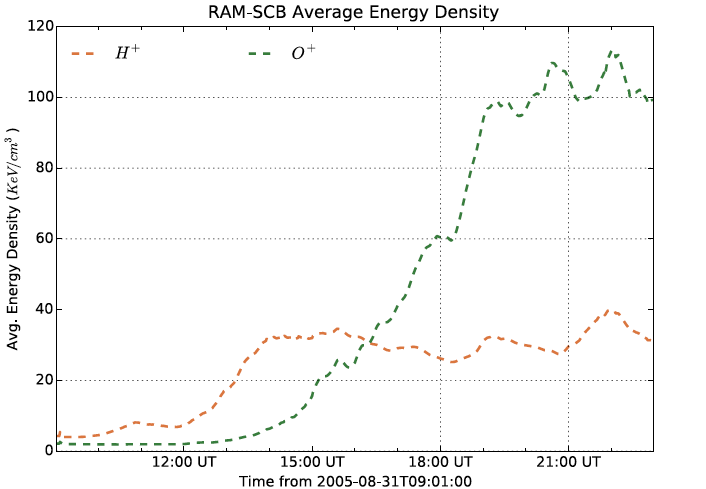 RAM-SCB Average Energy Density
120
H⁺ O⁺
100
80
60
40
20
0
Avg. Energy Density (KeV/cm³)
12:00 UT 15:00 UT 18:00 UT 21:00 UT
Time from 2005-08-31T09:01:00